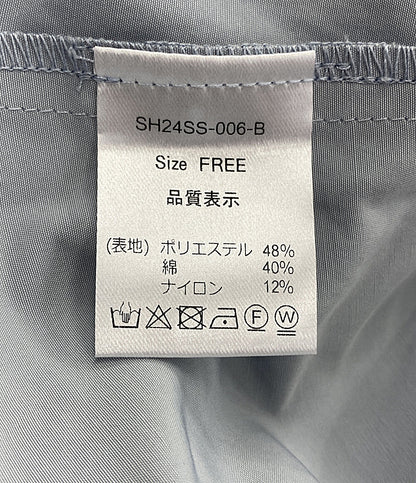 SH24SS-006-B
Size FREE
品質表示
(表地) ポリエステル 48%
綿 40%
ナイロン 12%
F W